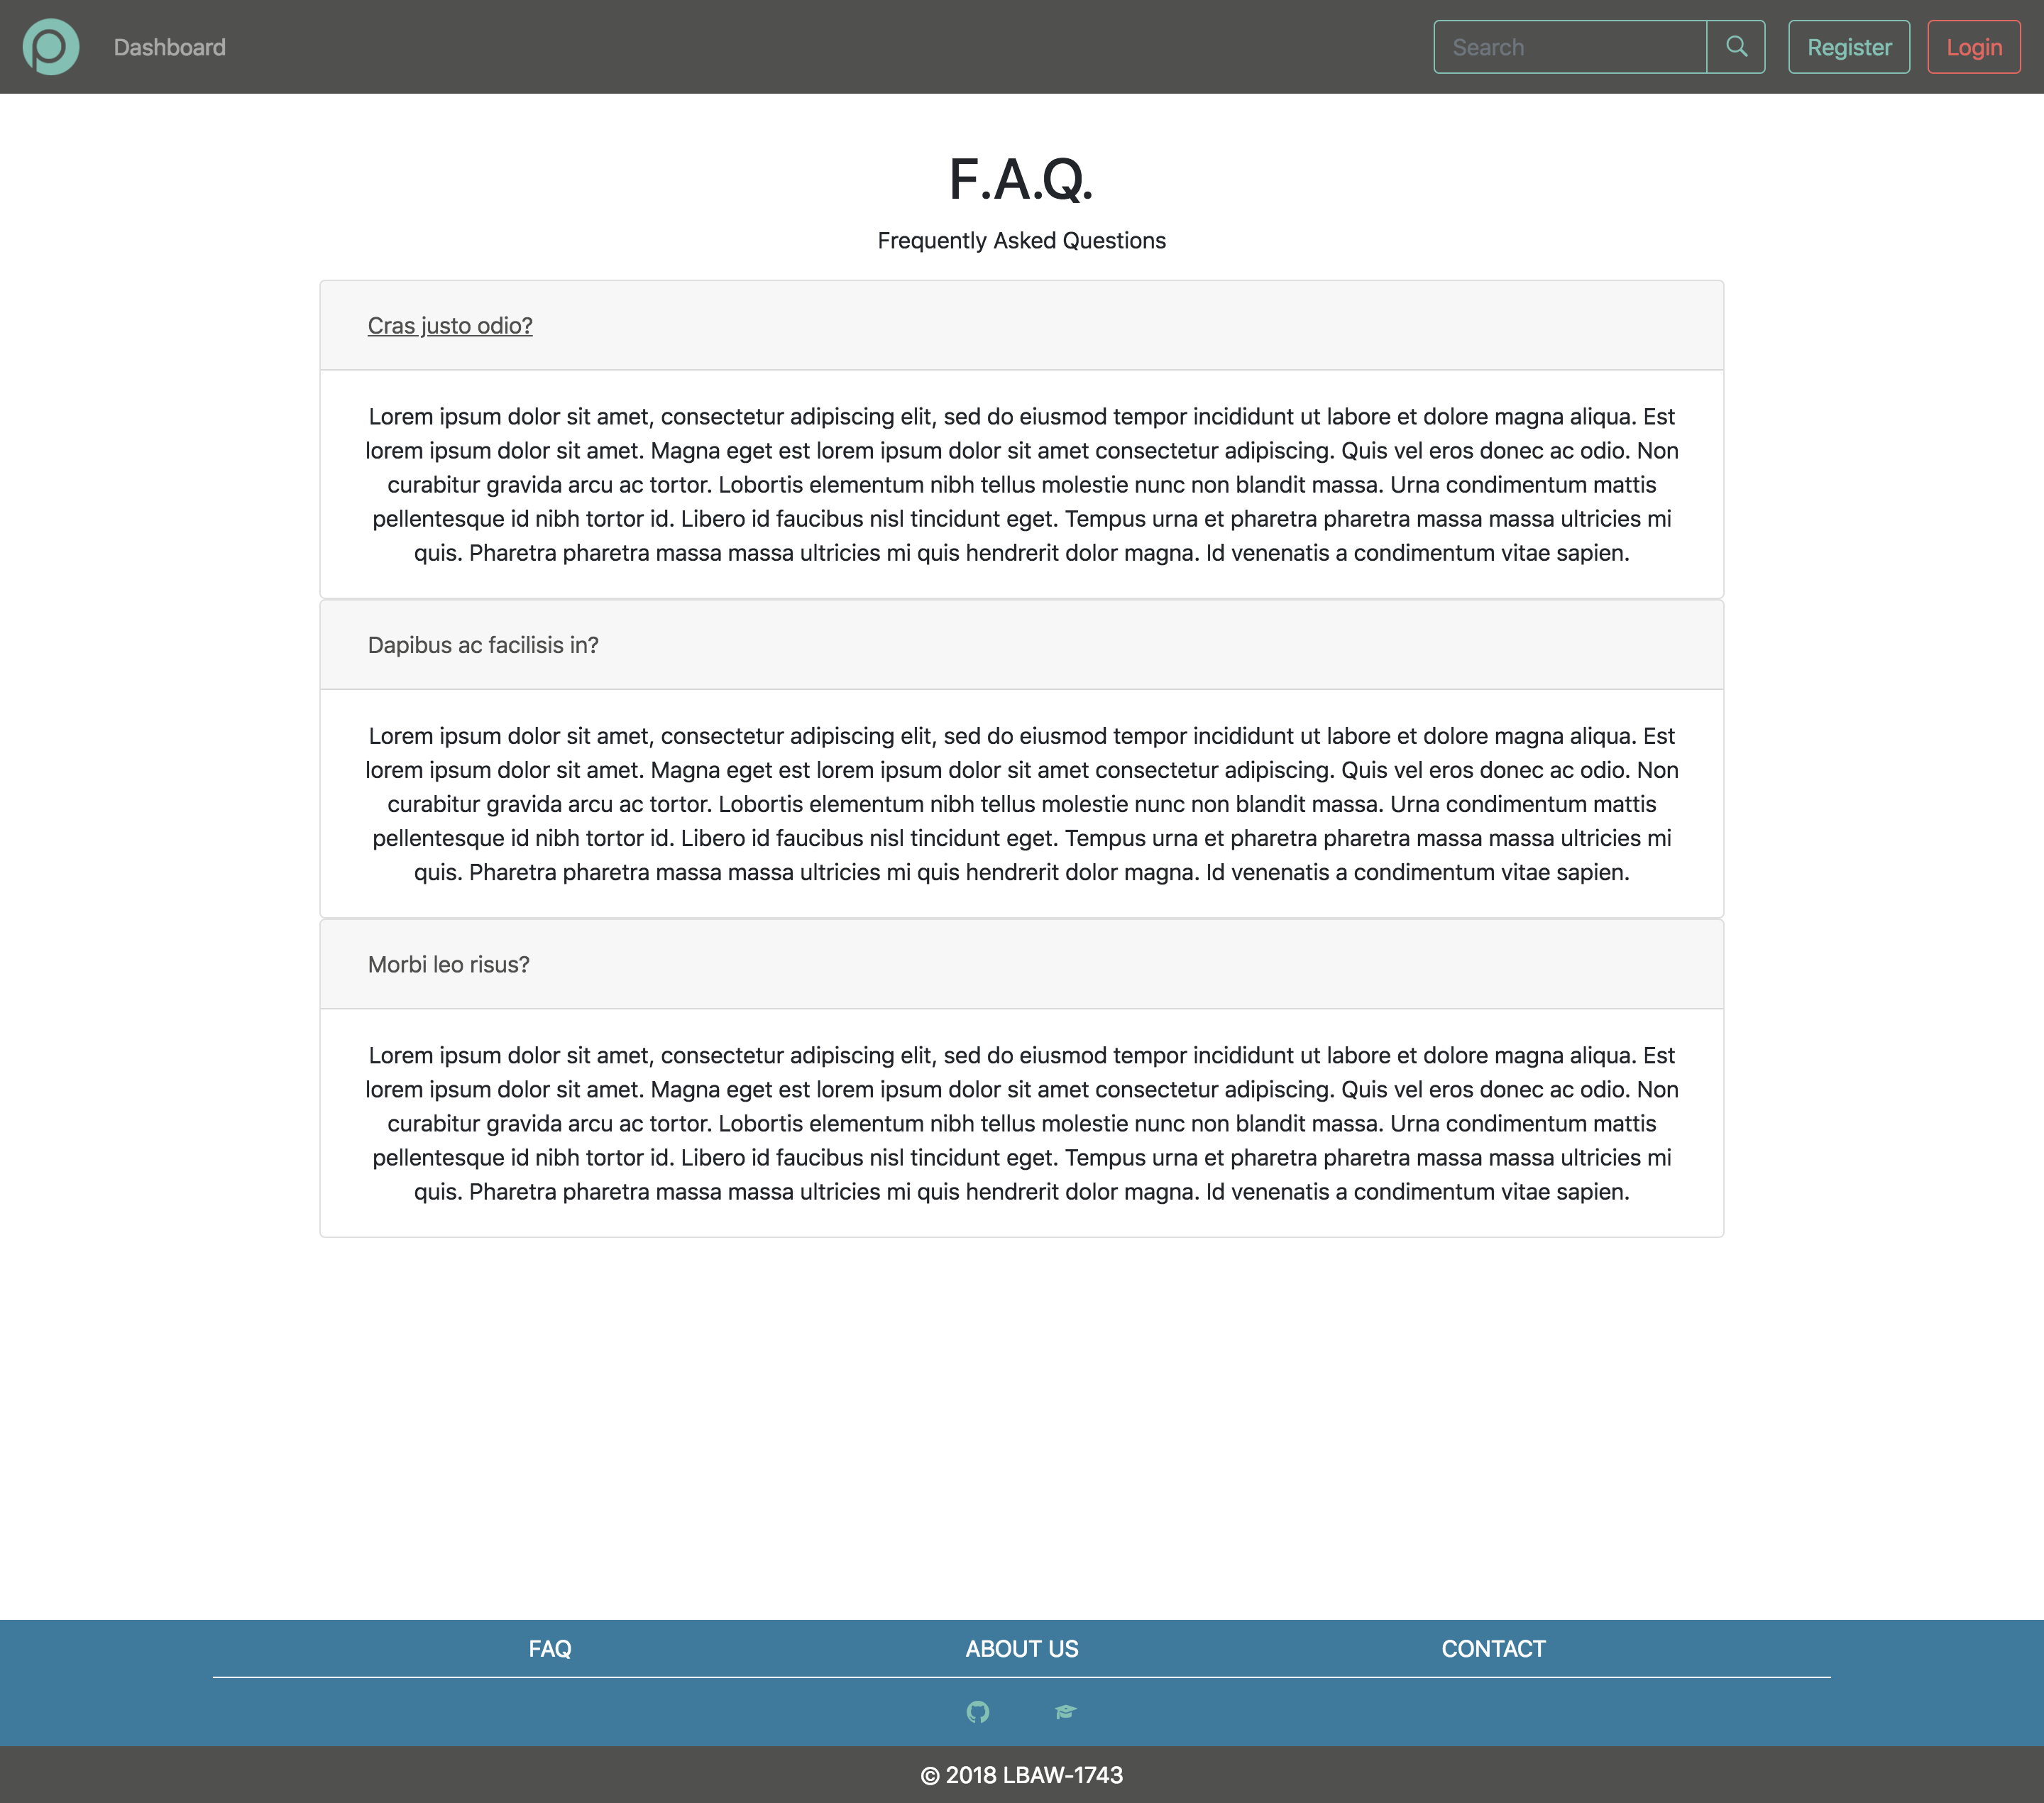 Dashboard
Search
Register
Login
F.A.Q.
Frequently Asked Questions
Cras justo odio?
Lorem ipsum dolor sit amet, consectetur adipiscing elit, sed do eiusmod tempor incididunt ut labore et dolore magna aliqua. Est
lorem ipsum dolor sit amet. Magna eget est lorem ipsum dolor sit amet consectetur adipiscing. Quis vel eros donec ac odio. Non
curabitur gravida arcu ac tortor. Lobortis elementum nibh tellus molestie nunc non blandit massa. Urna condimentum mattis
pellentesque id nibh tortor id. Libero id faucibus nisl tincidunt eget. Tempus urna et pharetra pharetra massa massa ultricies mi
quis. Pharetra pharetra massa massa ultricies mi quis hendrerit dolor magna. Id venenatis a condimentum vitae sapien.
Dapibus ac facilisis in?
Lorem ipsum dolor sit amet, consectetur adipiscing elit, sed do eiusmod tempor incididunt ut labore et dolore magna aliqua. Est
lorem ipsum dolor sit amet. Magna eget est lorem ipsum dolor sit amet consectetur adipiscing. Quis vel eros donec ac odio. Non
curabitur gravida arcu ac tortor. Lobortis elementum nibh tellus molestie nunc non blandit massa. Urna condimentum mattis
pellentesque id nibh tortor id. Libero id faucibus nisl tincidunt eget. Tempus urna et pharetra pharetra massa massa ultricies mi
quis. Pharetra pharetra massa massa ultricies mi quis hendrerit dolor magna. Id venenatis a condimentum vitae sapien.
Morbi leo risus?
Lorem ipsum dolor sit amet, consectetur adipiscing elit, sed do eiusmod tempor incididunt ut labore et dolore magna aliqua. Est
lorem ipsum dolor sit amet. Magna eget est lorem ipsum dolor sit amet consectetur adipiscing. Quis vel eros donec ac odio. Non
curabitur gravida arcu ac tortor. Lobortis elementum nibh tellus molestie nunc non blandit massa. Urna condimentum mattis
pellentesque id nibh tortor id. Libero id faucibus nisl tincidunt eget. Tempus urna et pharetra pharetra massa massa ultricies mi
quis. Pharetra pharetra massa massa ultricies mi quis hendrerit dolor magna. Id venenatis a condimentum vitae sapien.
FAQ
ABOUT US
CONTACT
© 2018 LBAW-1743